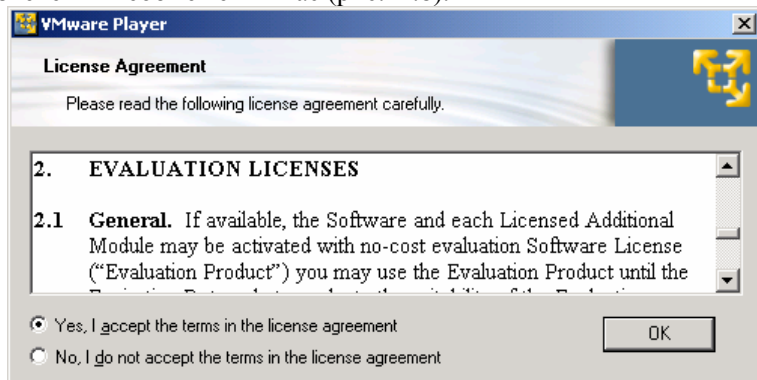 VMware Player
License Agreement
Please read the following license agreement carefully.
2. EVALUATION LICENSES
2.1 General. If available, the Software and each Licensed Additional
Module may be activated with no-cost evaluation Software License
("Evaluation Product") you may use the Evaluation Product until the
Yes, I accept the terms in the license agreement
OK
No, I do not accept the terms in the license agreement